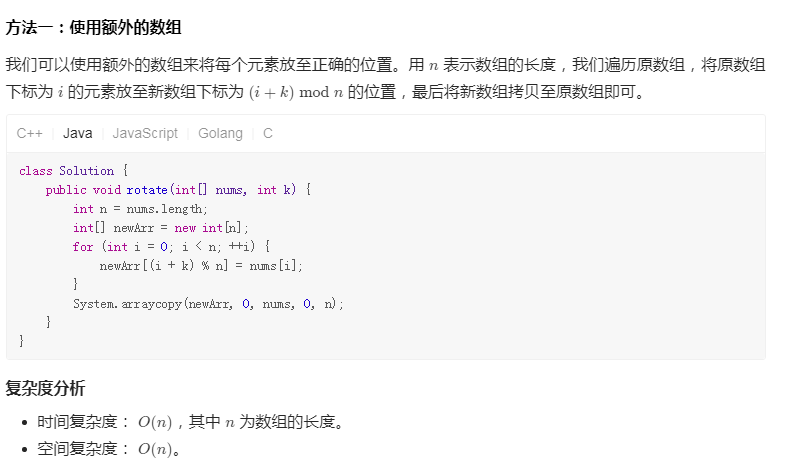 方法一：使用额外的数组
我们可以使用额外的数组来将每个元素放至正确的位置。用 n 表示数组的长度，我们遍历原数组，将原数组
下标为 i 的元素放至新数组下标为 (i + k) mod n 的位置，最后将新数组拷贝至原数组即可。
C++ Java JavaScript Golang C
class Solution {
    public void rotate(int[] nums, int k) {
        int n = nums.length;
        int[] newArr = new int[n];
        for (int i = 0; i < n; ++i) {
            newArr[(i + k) % n] = nums[i];
        }
        System.arraycopy(newArr, 0, nums, 0, n);
    }
}
复杂度分析
• 时间复杂度： O(n)，其中 n 为数组的长度。
• 空间复杂度： O(n)。